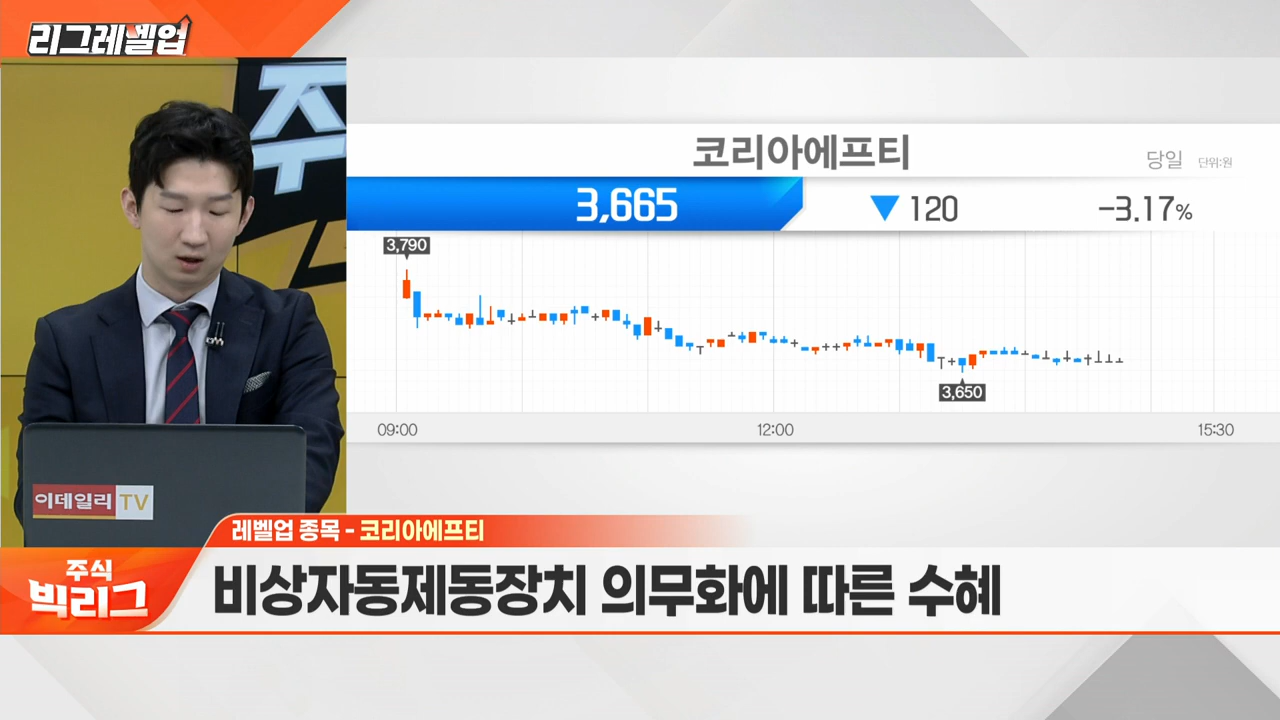 리그레벨업
주
코리아에프티
당일 단위:원
3,665 ▼ 120 -3.17%
3,790
3,650
09:00 12:00 15:30
이데일리 TV
레벨업 종목 - 코리아에프티
주식
빅리그
비상자동제동장치 의무화에 따른 수혜